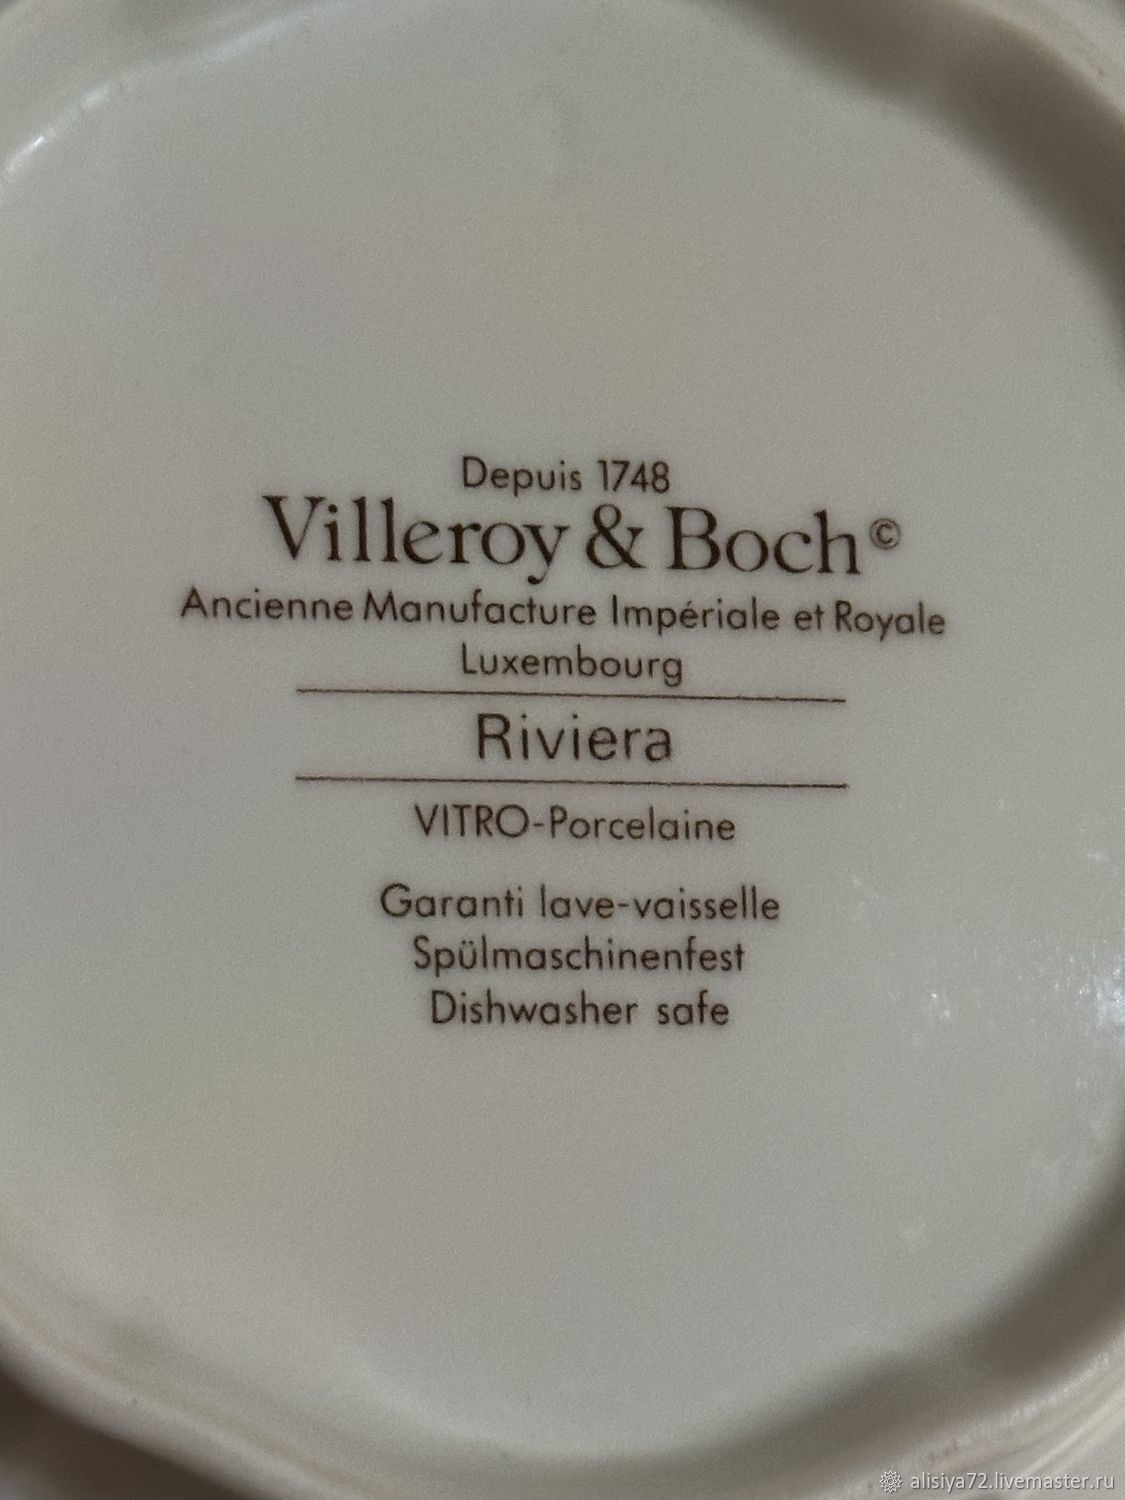 Depuis 1748
Villeroy & Boch©
Ancienne Manufacture Impériale et Royale
Luxembourg
Riviera
VITRO-Porcelaine
Garanti lave-vaisselle
Spülmaschinenfest
Dishwasher safe
alisiya72.livemaster.ru